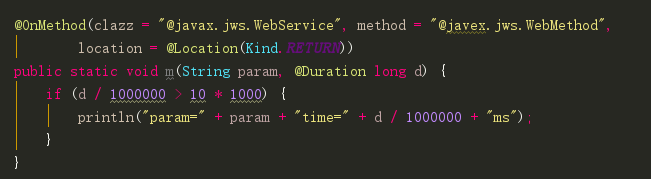 @OnMethod(clazz = "@javax.jws.WebService", method = "@javex.jws.WebMethod",
        location = @Location(Kind.RETURN))
public static void m(String param, @Duration long d) {
    if (d / 1000000 > 10 * 1000) {
        println("param=" + param + "time=" + d / 1000000 + "ms");
    }
}